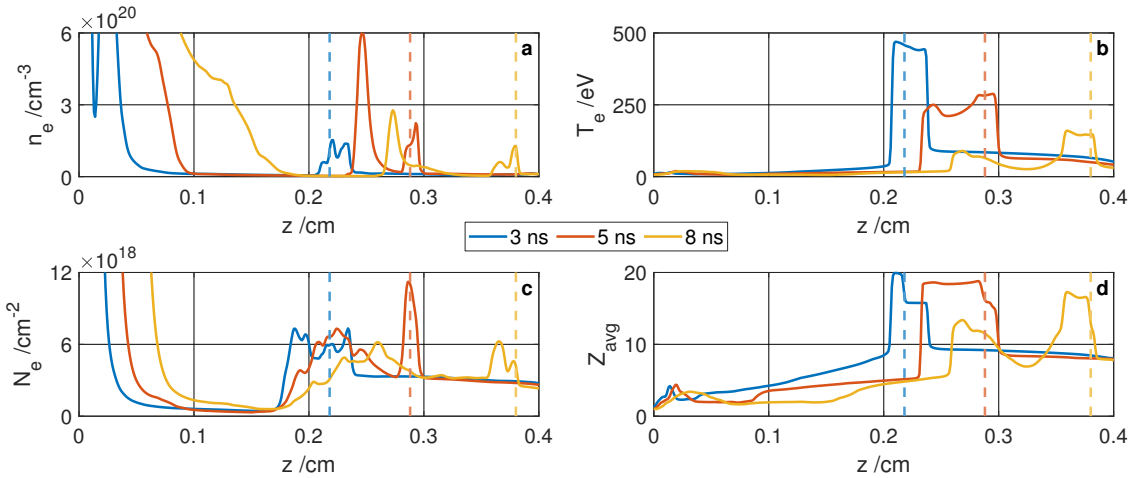 ×10^20
a
n_e /cm^-3
6
3
0
0
0.1
0.2
0.3
0.4
z /cm
b
T_e /eV
500
250
0
0
0.1
0.2
0.3
0.4
z /cm
3 ns 5 ns 8 ns
×10^18
c
N_e /cm^-2
12
6
0
0
0.1
0.2
0.3
0.4
z /cm
d
Z_avg
20
10
0
0
0.1
0.2
0.3
0.4
z /cm